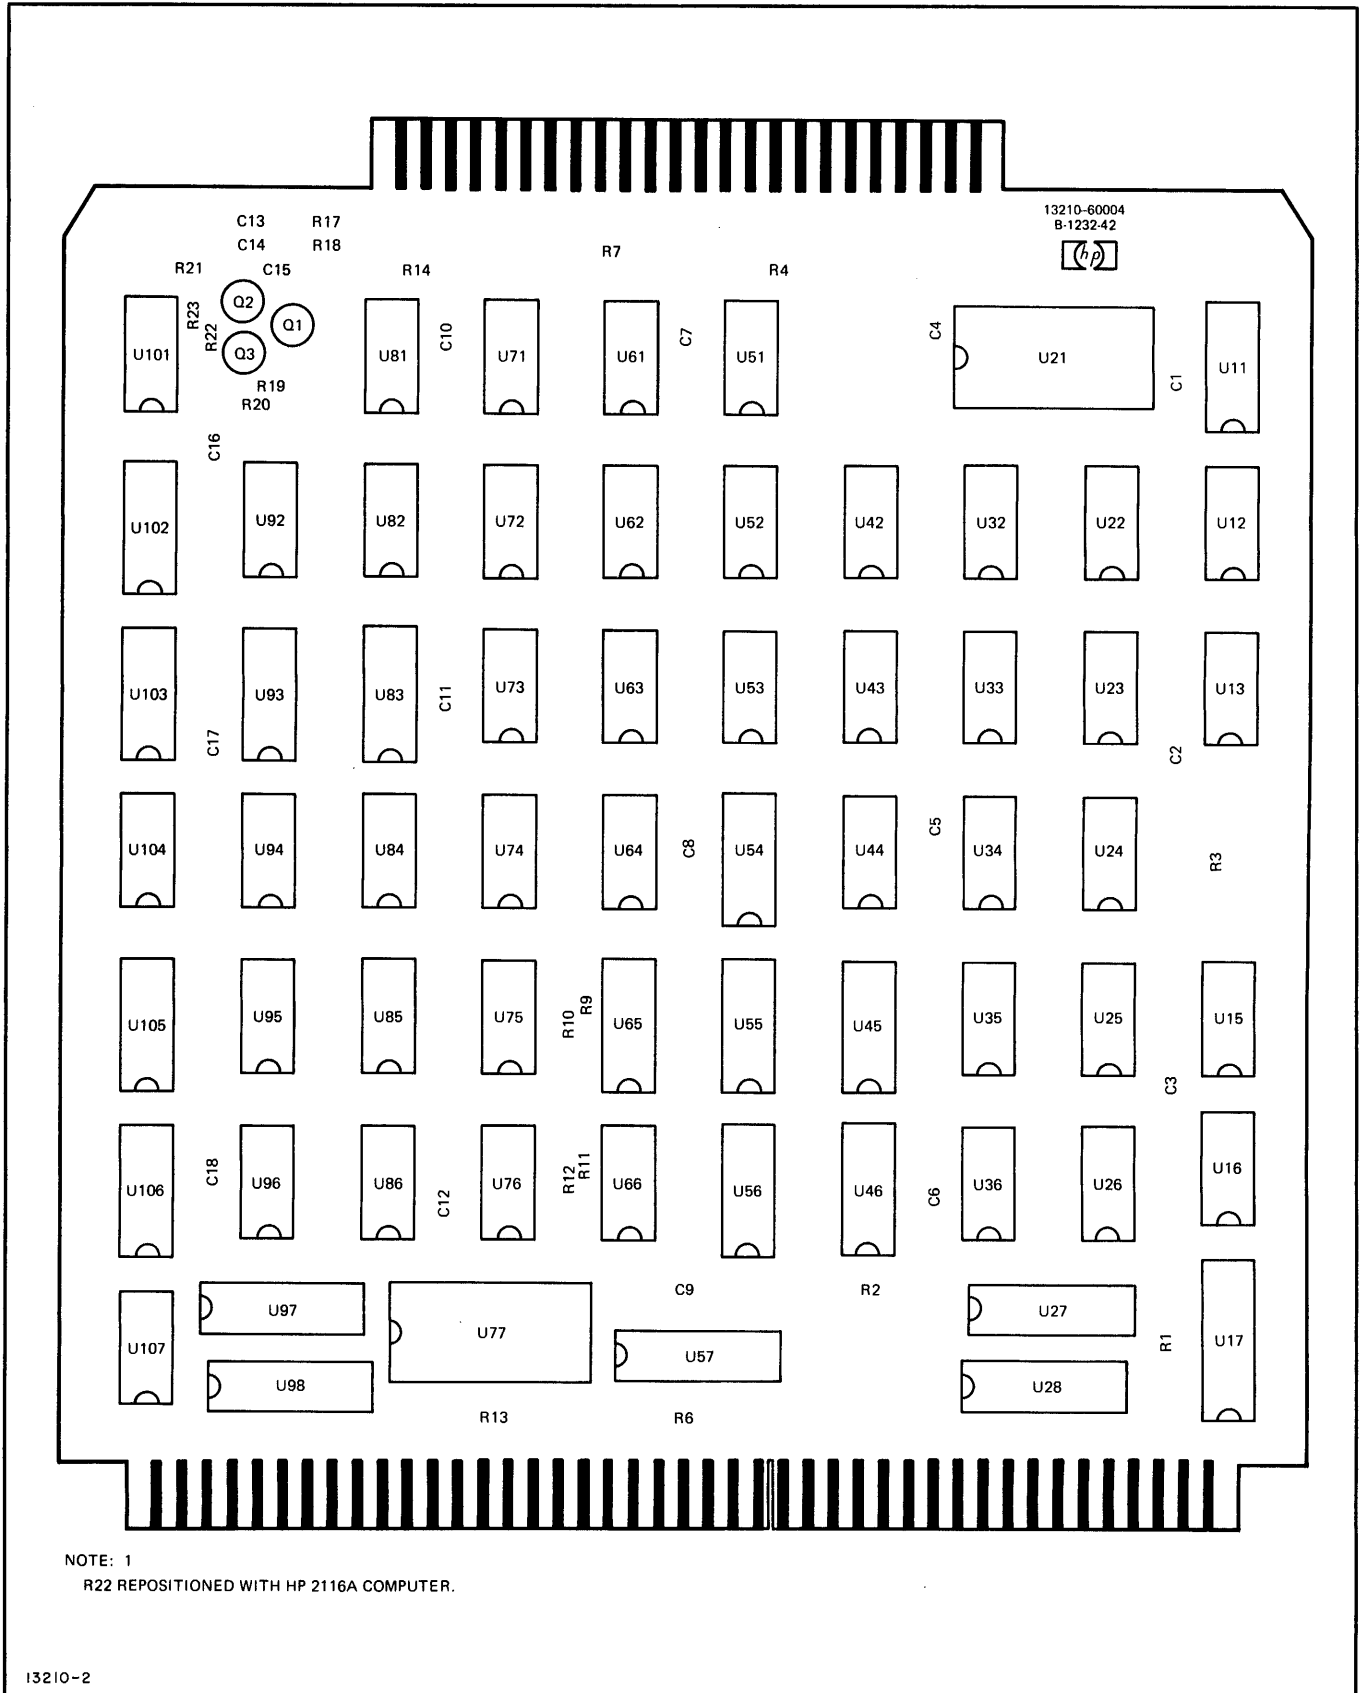 13210-60004
B-1232-42
hp
C13 R17
C14 R18
R7
R21 C15 R14 R4
Q2
R23
Q1
R22
C10
C7
C4
U101
Q3
U81
U71
U61
U51
U21
U11
C1
R19
R20
C16
U102
U92
U82
U72
U62
U52
U42
U32
U22
U12
U103
U93
U83
C11
U73
U63
U53
U43
U33
U23
U13
C17
C2
U104
U94
U84
U74
U64
C8
U54
U44
C5
U34
U24
R3
U105
U95
U85
U75
R10
R9
U65
U55
U45
U35
U25
U15
C3
U106
C18
U96
U86
C12
U76
R12
R11
U66
U56
U46
C6
U36
U26
U16
C9
R2
U97
U77
U27
U107
U57
R1
U17
U98
U28
R13
R6
NOTE: 1
R22 REPOSITIONED WITH HP 2116A COMPUTER.
13210-2